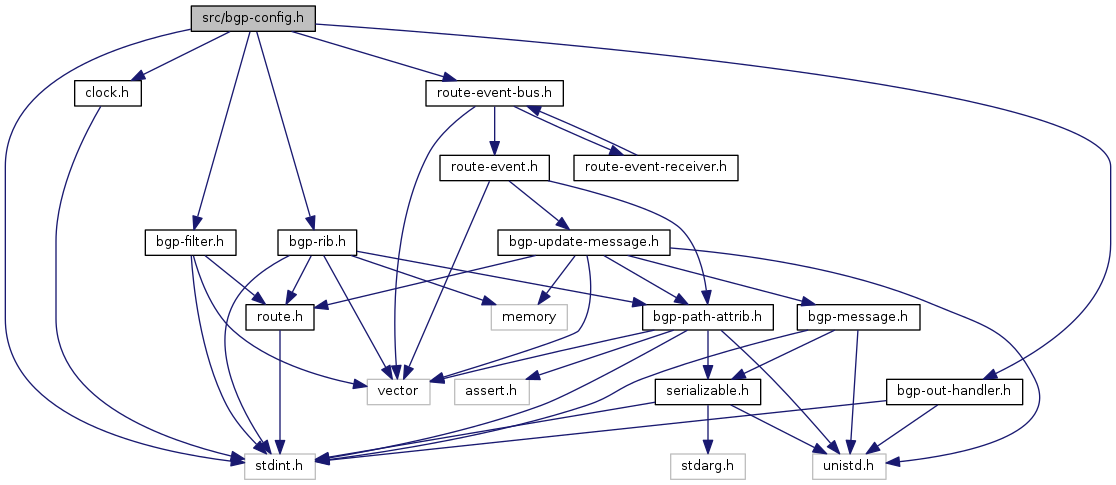 src/bgp-config.h
clock.h
route-event-bus.h
route-event.h
route-event-receiver.h
bgp-filter.h
bgp-rib.h
bgp-update-message.h
route.h
memory
bgp-path-attrib.h
bgp-message.h
vector
assert.h
serializable.h
bgp-out-handler.h
stdint.h
stdarg.h
unistd.h